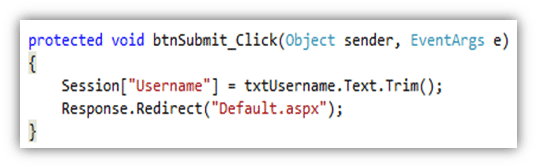 protected void btnSubmit_Click(Object sender, EventArgs e)
{
    Session["Username"] = txtUsername.Text.Trim();
    Response.Redirect("Default.aspx");
}